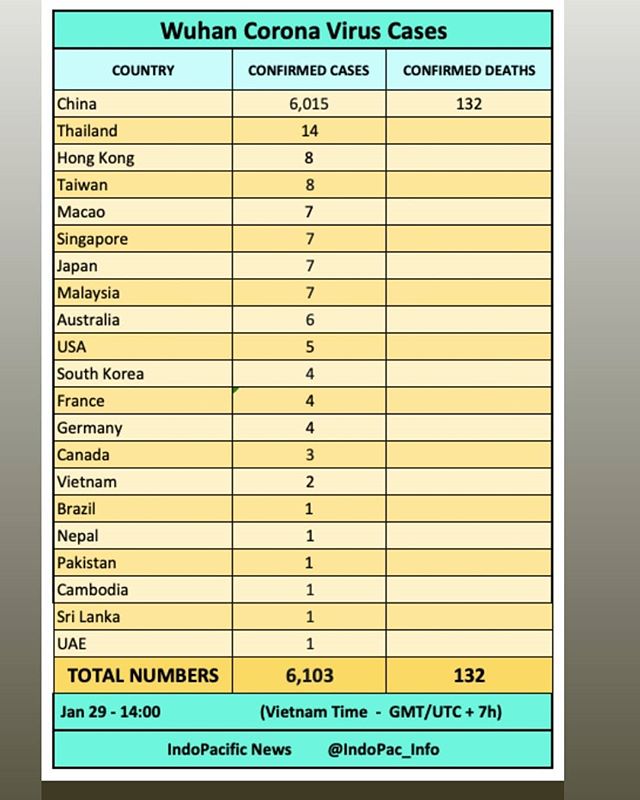 Wuhan Corona Virus Cases
COUNTRY CONFIRMED CASES CONFIRMED DEATHS
China 6,015 132
Thailand 14
Hong Kong 8
Taiwan 8
Macao 7
Singapore 7
Japan 7
Malaysia 7
Australia 6
USA 5
South Korea 4
France 4
Germany 4
Canada 3
Vietnam 2
Brazil 1
Nepal 1
Pakistan 1
Cambodia 1
Sri Lanka 1
UAE 1
TOTAL NUMBERS 6,103 132
Jan 29 - 14:00 (Vietnam Time - GMT/UTC + 7h)
IndoPacific News @IndoPac_Info